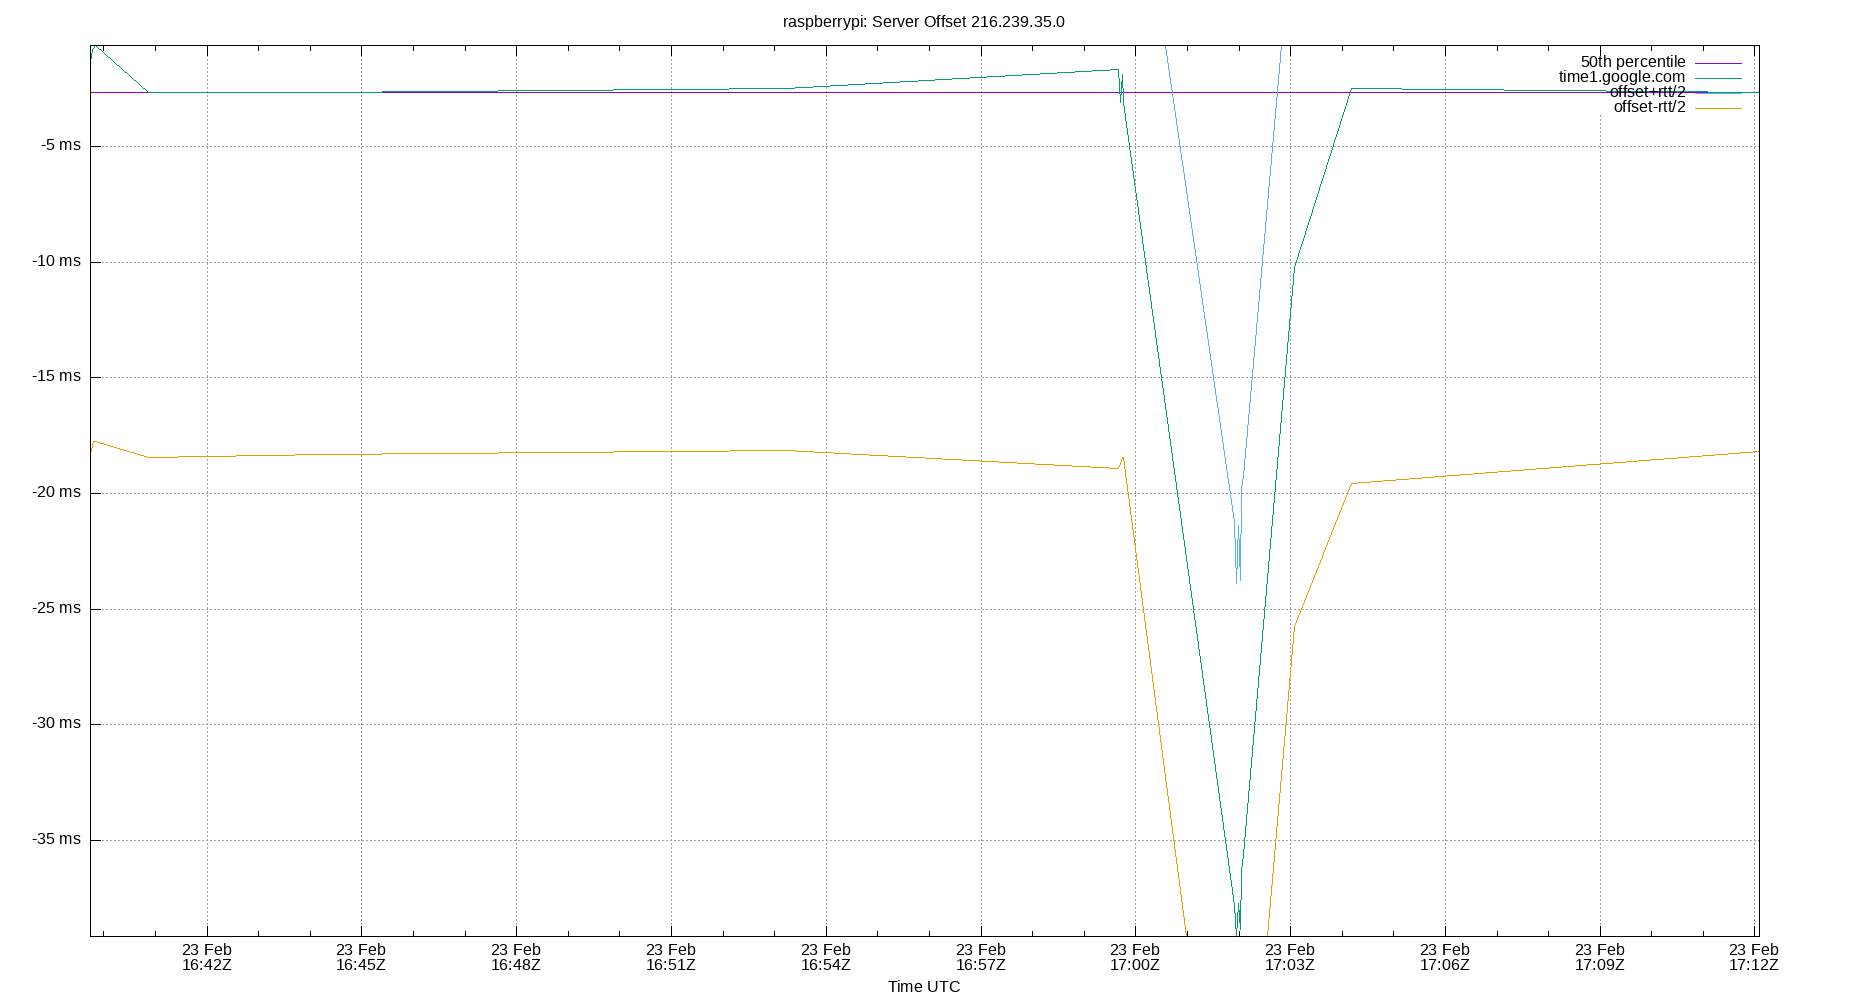 raspberrypi: Server Offset 216.239.35.0
50th percentile
time1.google.com
offset+rtt/2
offset-rtt/2
-5 ms
-10 ms
-15 ms
-20 ms
-25 ms
-30 ms
-35 ms
23 Feb 23 Feb 23 Feb 23 Feb 23 Feb 23 Feb 23 Feb 23 Feb 23 Feb 23 Feb 23 Feb
16:42Z 16:45Z 16:48Z 16:51Z 16:54Z 16:57Z 17:00Z 17:03Z 17:06Z 17:09Z 17:12Z
Time UTC